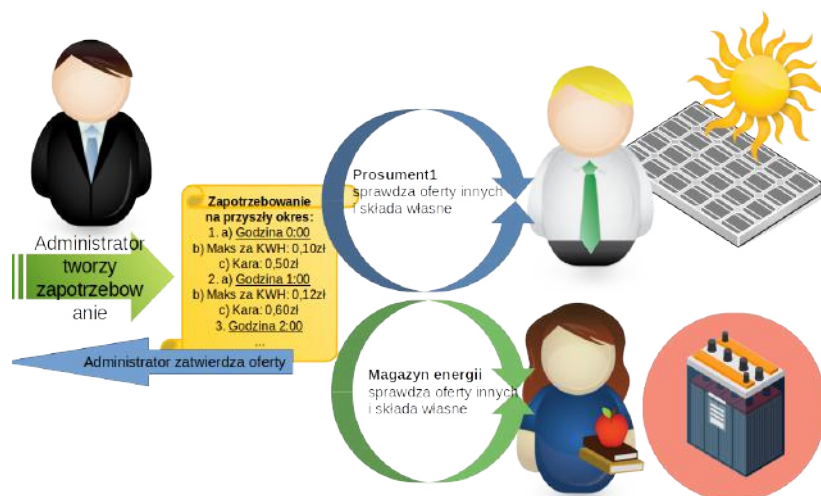 Administrator
tworzy
zapotrzebow
anie
Zapotrzebowanie
na przyszły okres:
1. a) Godzina 0:00
b) Maks za KWH: 0,10zł
c) Kara: 0,50zł
2. a) Godzina 1:00
b) Maks za KWH: 0,12zł
c) Kara: 0,60zł
3. Godzina 2:00
...
Administrator zatwierdza oferty
Prosument1
sprawdza oferty innych
i składa własne
Magazyn energii
sprawdza oferty innych
i składa własne